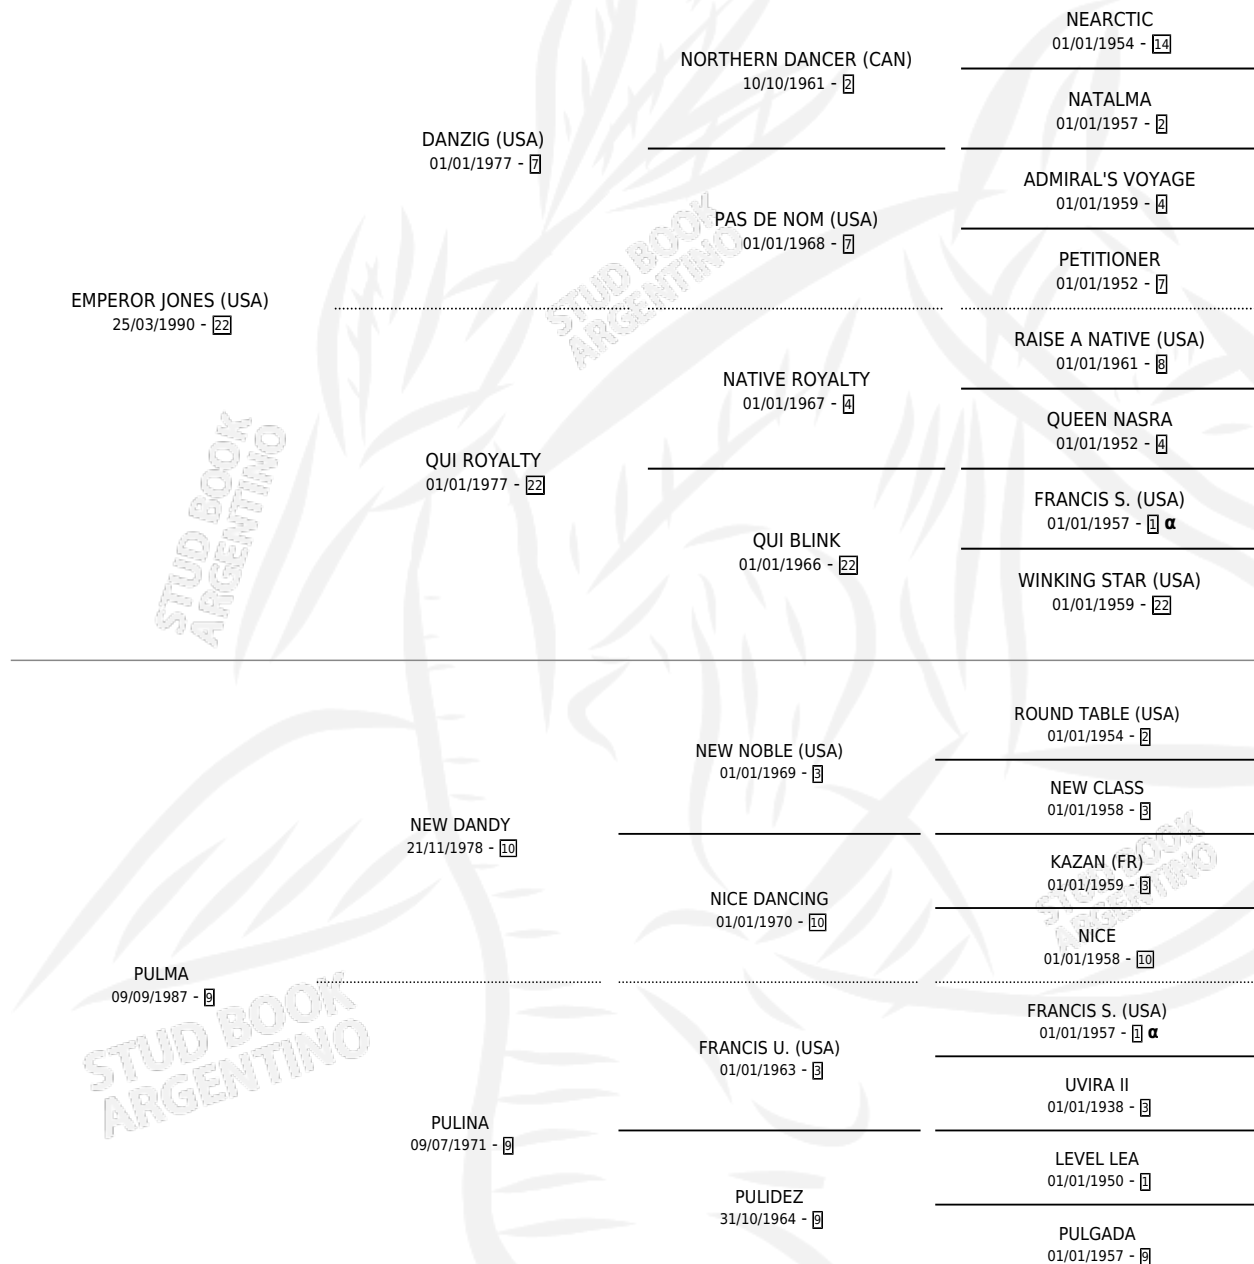 NEARCTIC
01/01/1954 - 14
NORTHERN DANCER (CAN)
10/10/1961 - 2
NATALMA
01/01/1957 - 2
DANZIG (USA)
01/01/1977 - 7
ADMIRAL'S VOYAGE
01/01/1959 - 4
PAS DE NOM (USA)
01/01/1968 - 7
PETITIONER
01/01/1952 - 7
EMPEROR JONES (USA)
25/03/1990 - 22
RAISE A NATIVE (USA)
01/01/1961 - 8
NATIVE ROYALTY
01/01/1967 - 4
QUEEN NASRA
01/01/1952 - 4
QUI ROYALTY
01/01/1977 - 22
FRANCIS S. (USA)
01/01/1957 - 1 α
QUI BLINK
01/01/1966 - 22
WINKING STAR (USA)
01/01/1959 - 22
ROUND TABLE (USA)
01/01/1954 - 2
NEW NOBLE (USA)
01/01/1969 - 3
NEW CLASS
01/01/1958 - 3
NEW DANDY
21/11/1978 - 10
KAZAN (FR)
01/01/1959 - 3
NICE DANCING
01/01/1970 - 10
NICE
01/01/1958 - 10
PULMA
09/09/1987 - 9
FRANCIS S. (USA)
01/01/1957 - 1 α
FRANCIS U. (USA)
01/01/1963 - 3
UVIRA II
01/01/1938 - 3
PULINA
09/07/1971 - 9
LEVEL LEA
01/01/1950 - 1
PULIDEZ
31/10/1964 - 9
PULGADA
01/01/1957 - 9
STUD BOOK
ARGENTINO
STUD BOOK
ARGENTINO
STUD BOOK
ARGENTINO
STUD BOOK
ARGENTINO